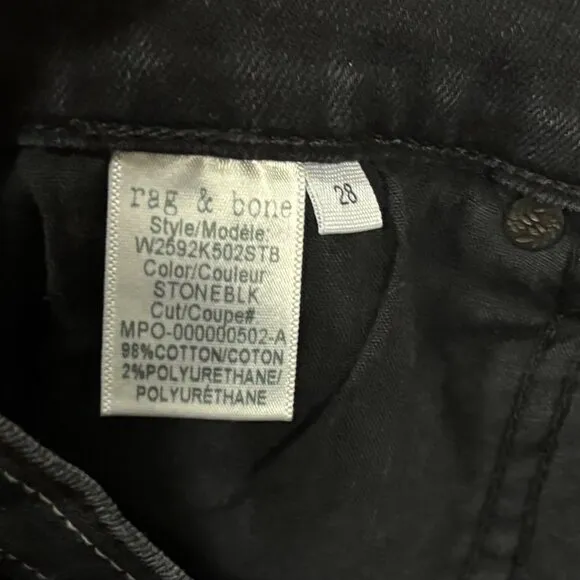 rag & bone
28
Style/Modèle:
W2592K502STB
Color/Couleur
STONEBLK
Cut/Coupe#
MPO-000000502-A
98%COTTON/COTON
2%POLYURETHANE/
POLYURÉTHANE